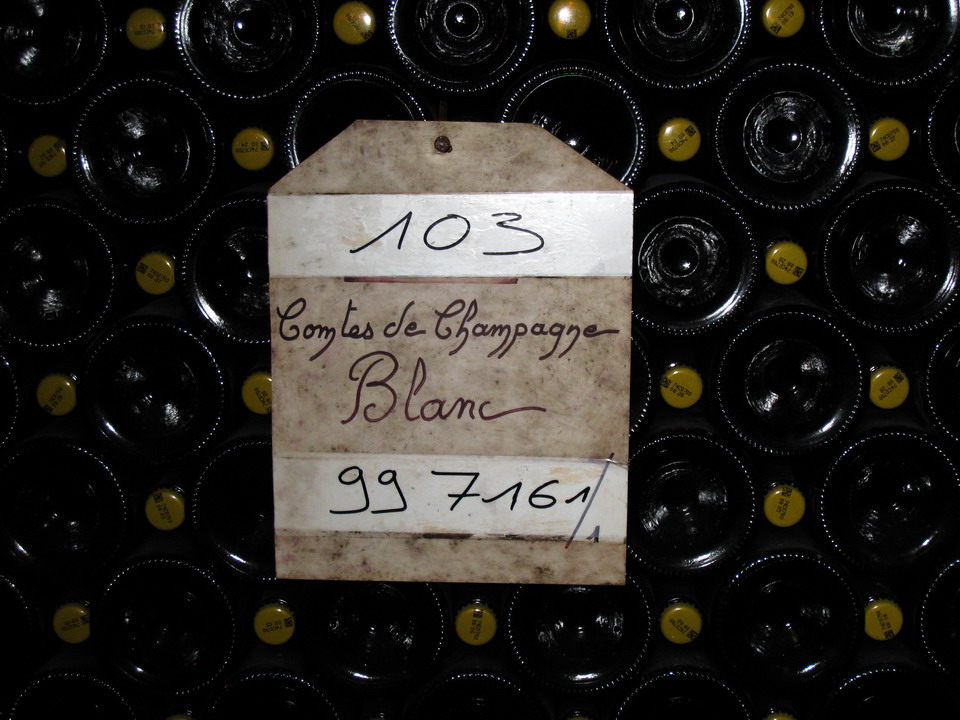 103
Comtes de Champagne
Blanc
99 7161/1